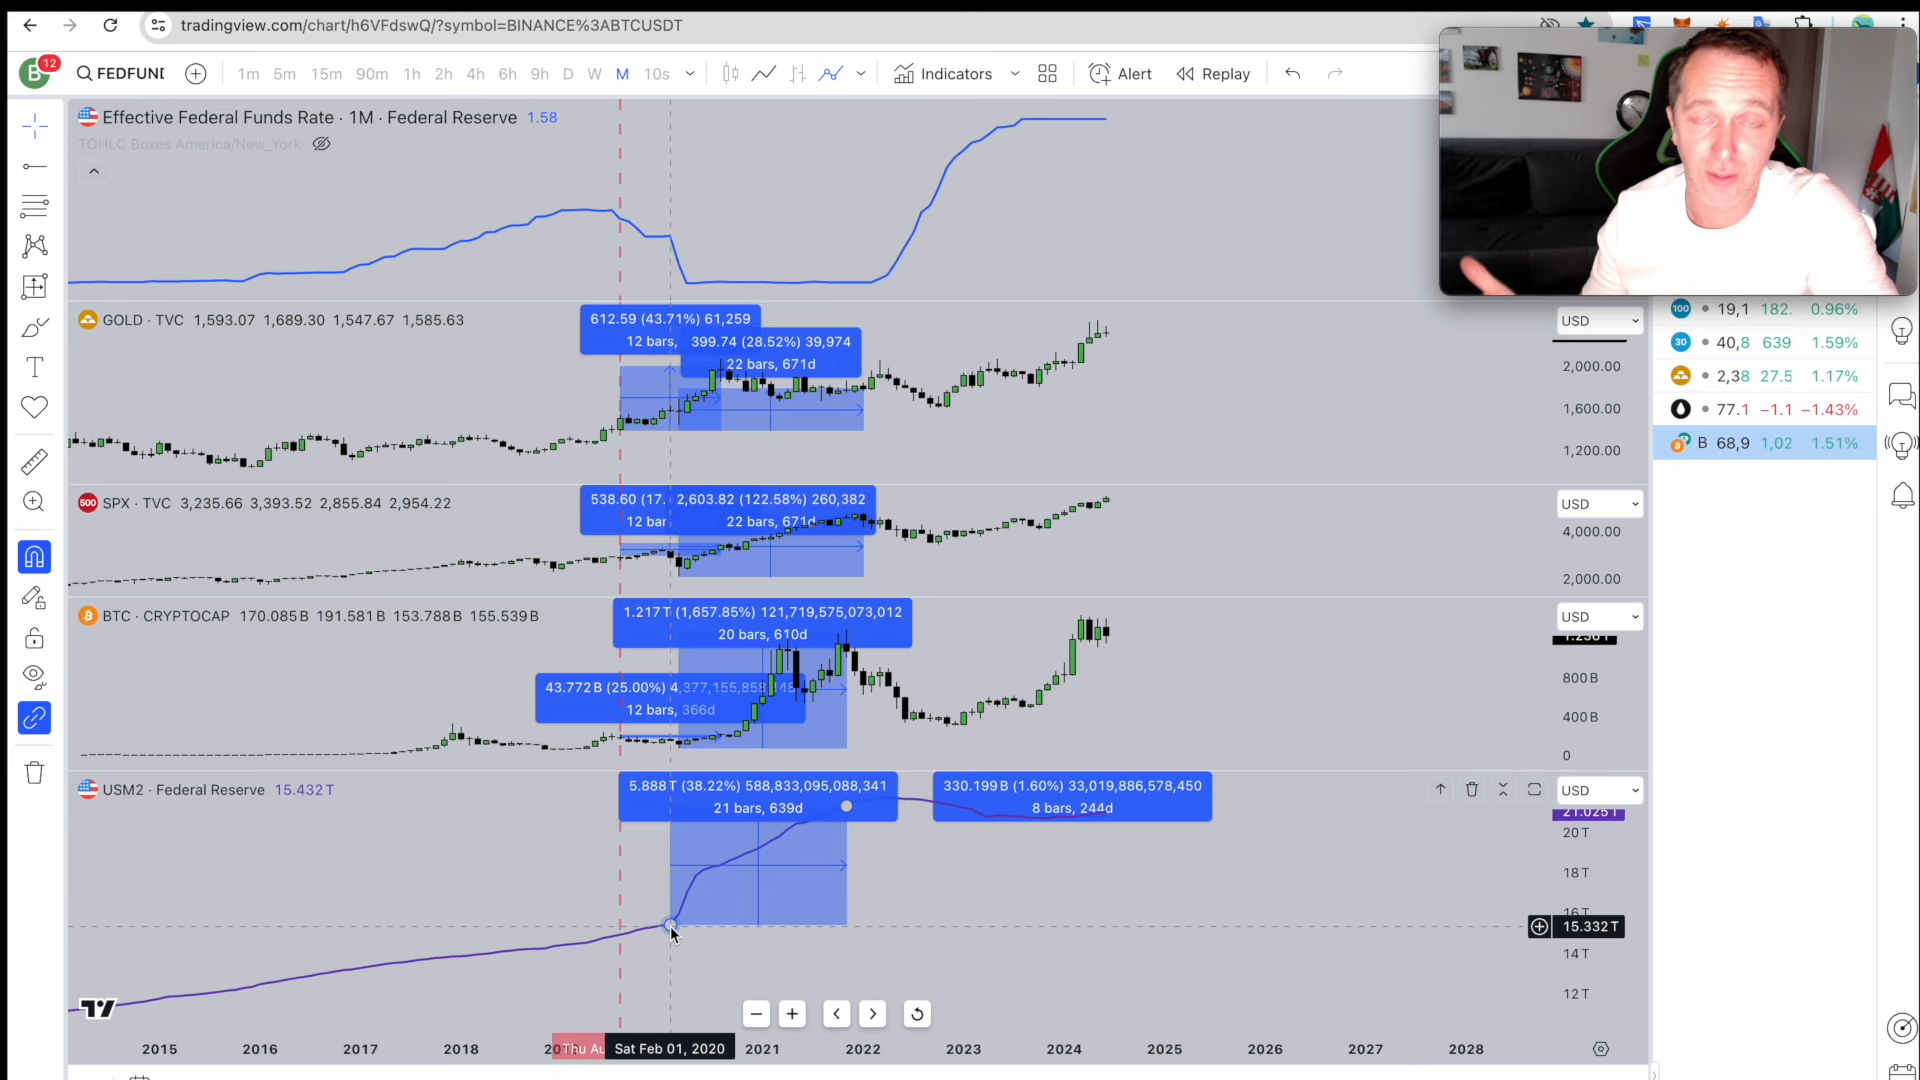 tradingview.com/chart/h6VFdswQ/?symbol=BINANCE%3ABTCUSDT
B 12 FEDFUN 1m 5m 15m 90m 1h 2h 4h 6h 9h D W M 10s Indicators Alert Replay
Effective Federal Funds Rate · 1M · Federal Reserve 1.58
TOHLC Boxes America/New_York
GOLD · TVC 1,593.07 1,689.30 1,547.67 1,585.63
612.59 (43.71%) 61,259
12 bars,
399.74 (28.52%) 39,974
22 bars, 671d
USD
2,000.00
1,600.00
1,200.00
100 19,1 182. 0.96%
30 40,8 639 1.59%
2,38 27.5 1.17%
77.1 −1.1 −1.43%
B 68,9 1,02 1.51%
500 SPX · TVC 3,235.66 3,393.52 2,855.84 2,954.22
538.60 (17. 2,603.82 (122.58%) 260,382
12 bar 22 bars, 671d
USD
4,000.00
2,000.00
BTC · CRYPTOCAP 170.085B 191.581B 153.788B 155.539B
1.217T (1,657.85%) 121,719,575,073,012
20 bars, 610d
43.772B (25.00%)
12 bars, 366d
USD
800B
400B
0
USM2 · Federal Reserve 15.432T
5.888T (38.22%) 588,833,095,088,341
21 bars, 639d
330.199B (1.60%) 33,019,886,578,450
8 bars, 244d
USD
21.025T
20T
18T
16T
15.332T
14T
12T
2015 2016 2017 2018 Thu Au Sat Feb 01, 2020 2021 2022 2023 2024 2025 2026 2027 2028